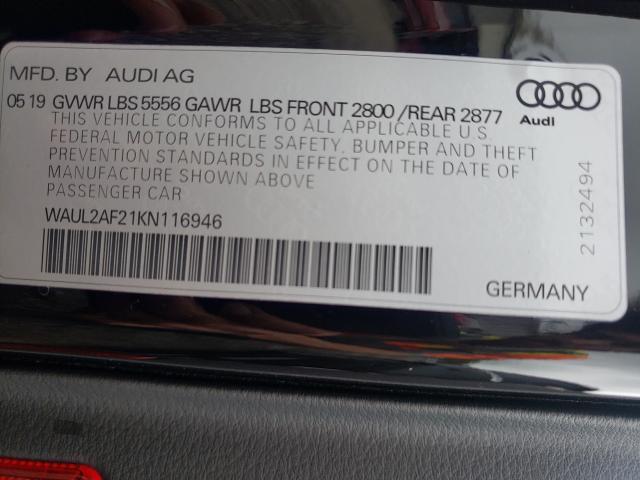 MFD. BY AUDI AG
05 19 GVWR LBS 5556 GAWR LBS FRONT 2800 /REAR 2877
THIS VEHICLE CONFORMS TO ALL APPLICABLE U.S.
FEDERAL MOTOR VEHICLE SAFETY, BUMPER AND THEFT
PREVENTION STANDARDS IN EFFECT ON THE DATE OF
MANUFACTURE SHOWN ABOVE
PASSENGER CAR
WAUL2AF21KN116946
Audi
2132494
GERMANY